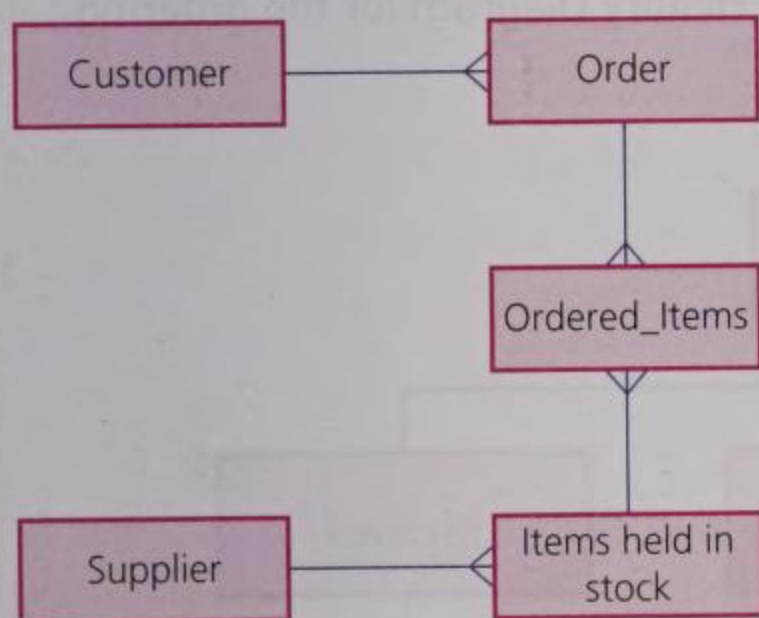 Customer
Order
Ordered_Items
Supplier
Items held in
stock